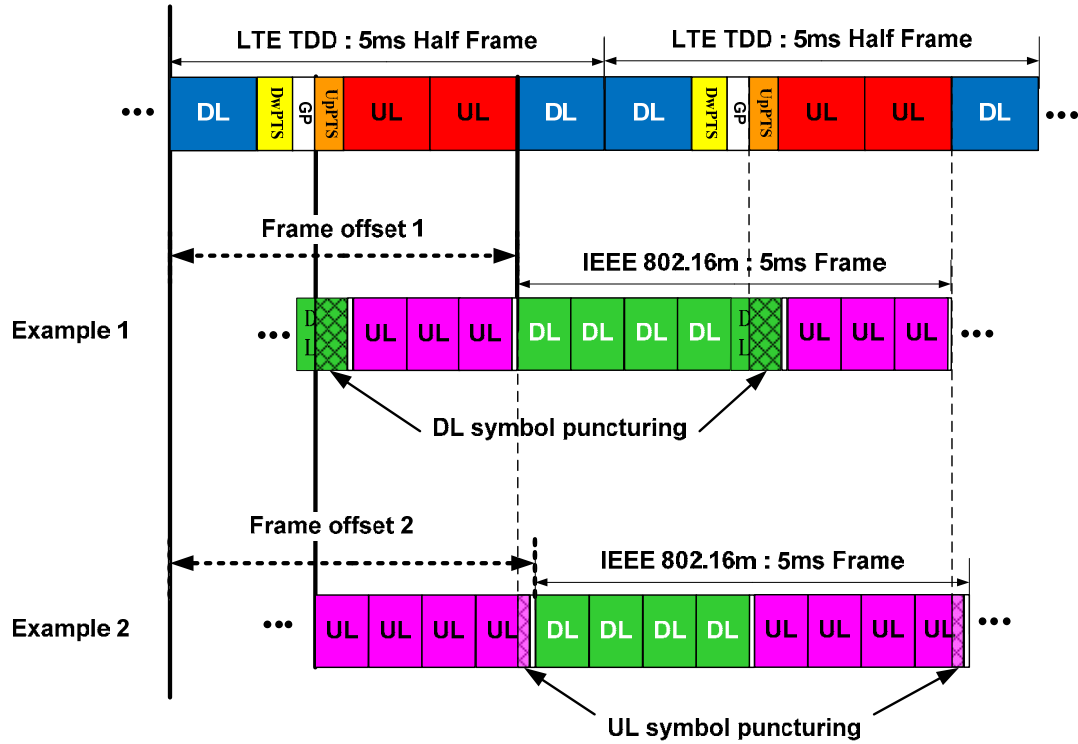 LTE TDD : 5ms Half Frame LTE TDD : 5ms Half Frame
••• DL DwPTS GP UpPTS UL UL DL DL DwPTS GP UpPTS UL UL DL •••
Frame offset 1
IEEE 802.16m : 5ms Frame
Example 1 ••• DL UL UL UL DL DL DL DL DL UL UL UL •••
DL symbol puncturing
Frame offset 2
IEEE 802.16m : 5ms Frame
Example 2 ••• UL UL UL UL DL DL DL DL UL UL UL UL •••
UL symbol puncturing